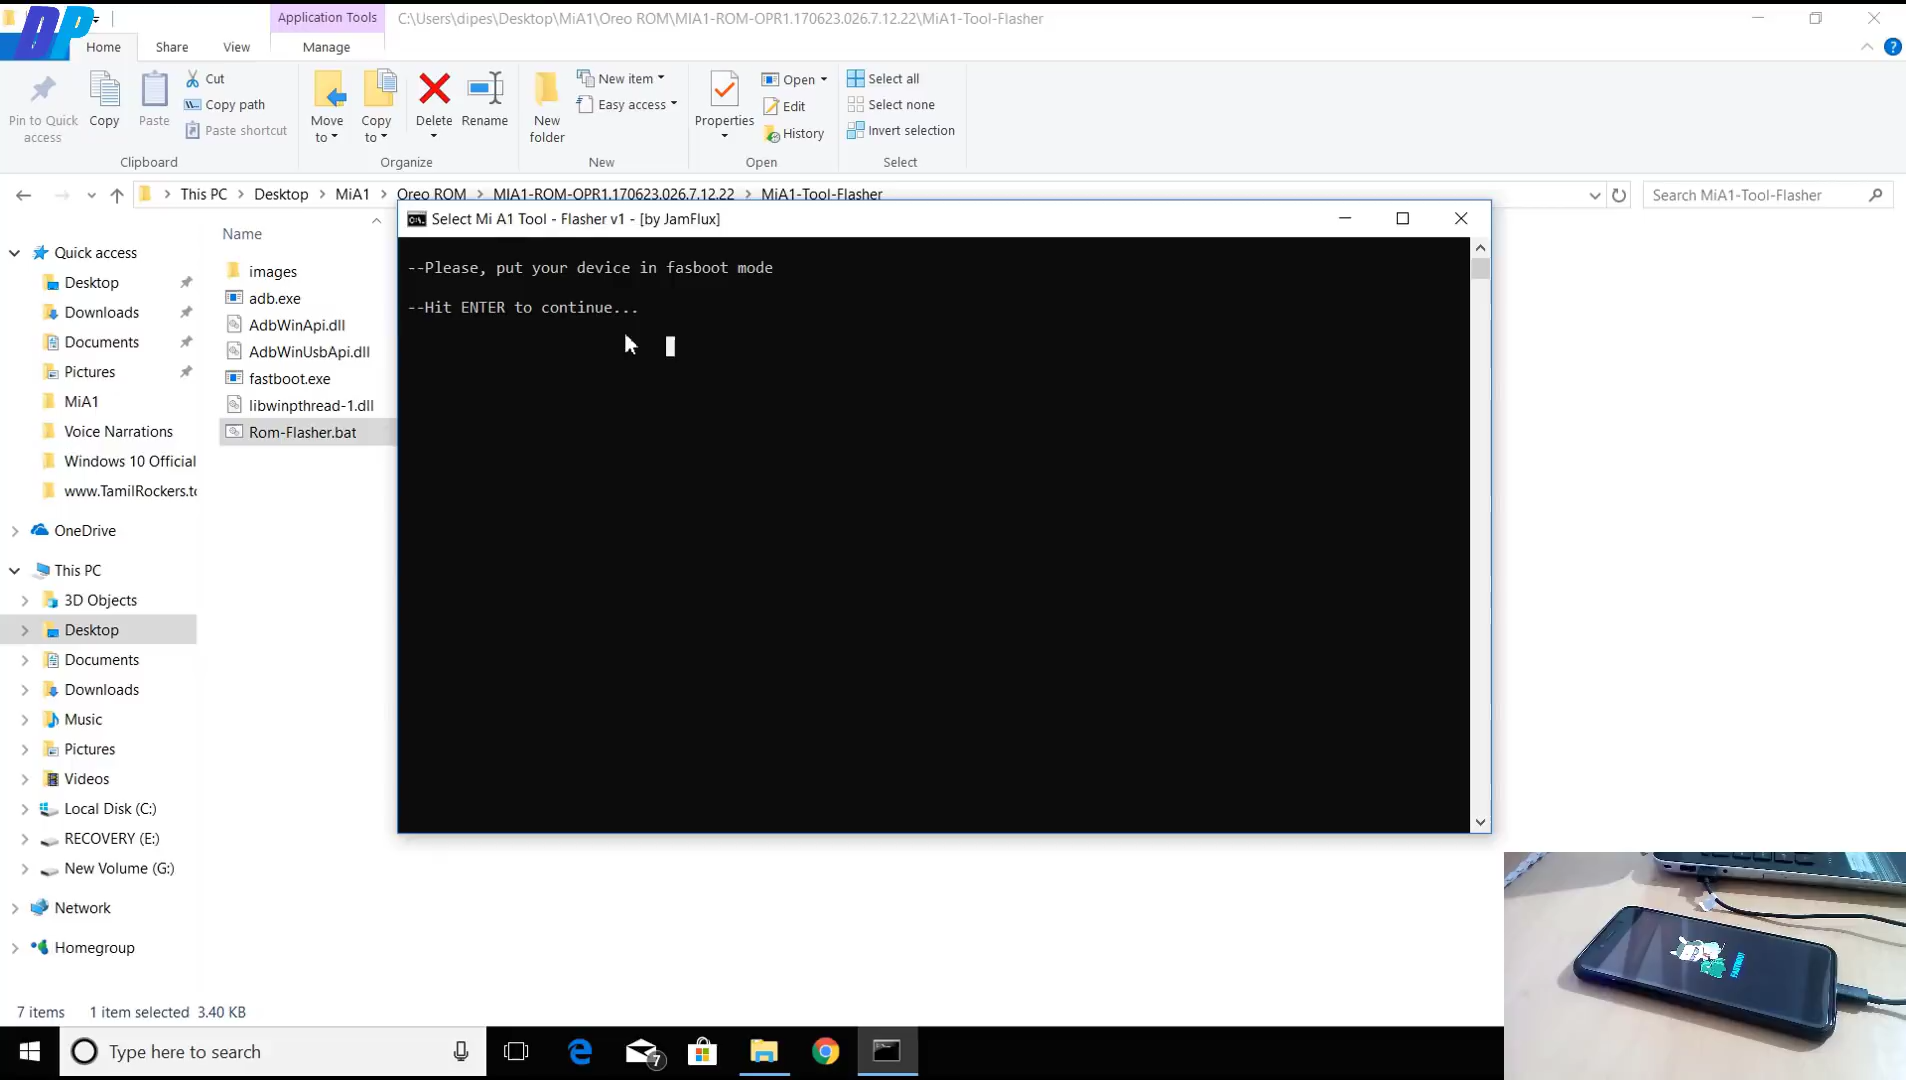 DP
Application Tools
C:\Users\dipes\Desktop\MiA1\Oreo ROM\MIA1-ROM-OPR1.170623.026.7.12.22\MiA1-Tool-Flasher
Home
Share
View
Manage
Pin to Quick access
Copy
Paste
Cut
Copy path
Paste shortcut
Clipboard
Move to
Copy to
Delete
Rename
Organize
New folder
New item
Easy access
New
Properties
Open
Edit
History
Open
Select all
Select none
Invert selection
Select
This PC
Desktop
MiA1
Oreo ROM
MIA1-ROM-OPR1.170623.026.7.12.22
MiA1-Tool-Flasher
Search MiA1-Tool-Flasher
Quick access
Desktop
Downloads
Documents
Pictures
MiA1
Voice Narrations
Windows 10 Official
www.TamilRockers.tc
OneDrive
This PC
3D Objects
Desktop
Documents
Downloads
Music
Pictures
Videos
Local Disk (C:)
RECOVERY (E:)
New Volume (G:)
Network
Homegroup
Name
images
adb.exe
AdbWinApi.dll
AdbWinUsbApi.dll
fastboot.exe
libwinpthread-1.dll
Rom-Flasher.bat
Select Mi A1 Tool - Flasher v1 - [by JamFlux]
--Please, put your device in fasboot mode
--Hit ENTER to continue...
FASTBOOT
7 items
1 item selected
3.40 KB
Type here to search
7